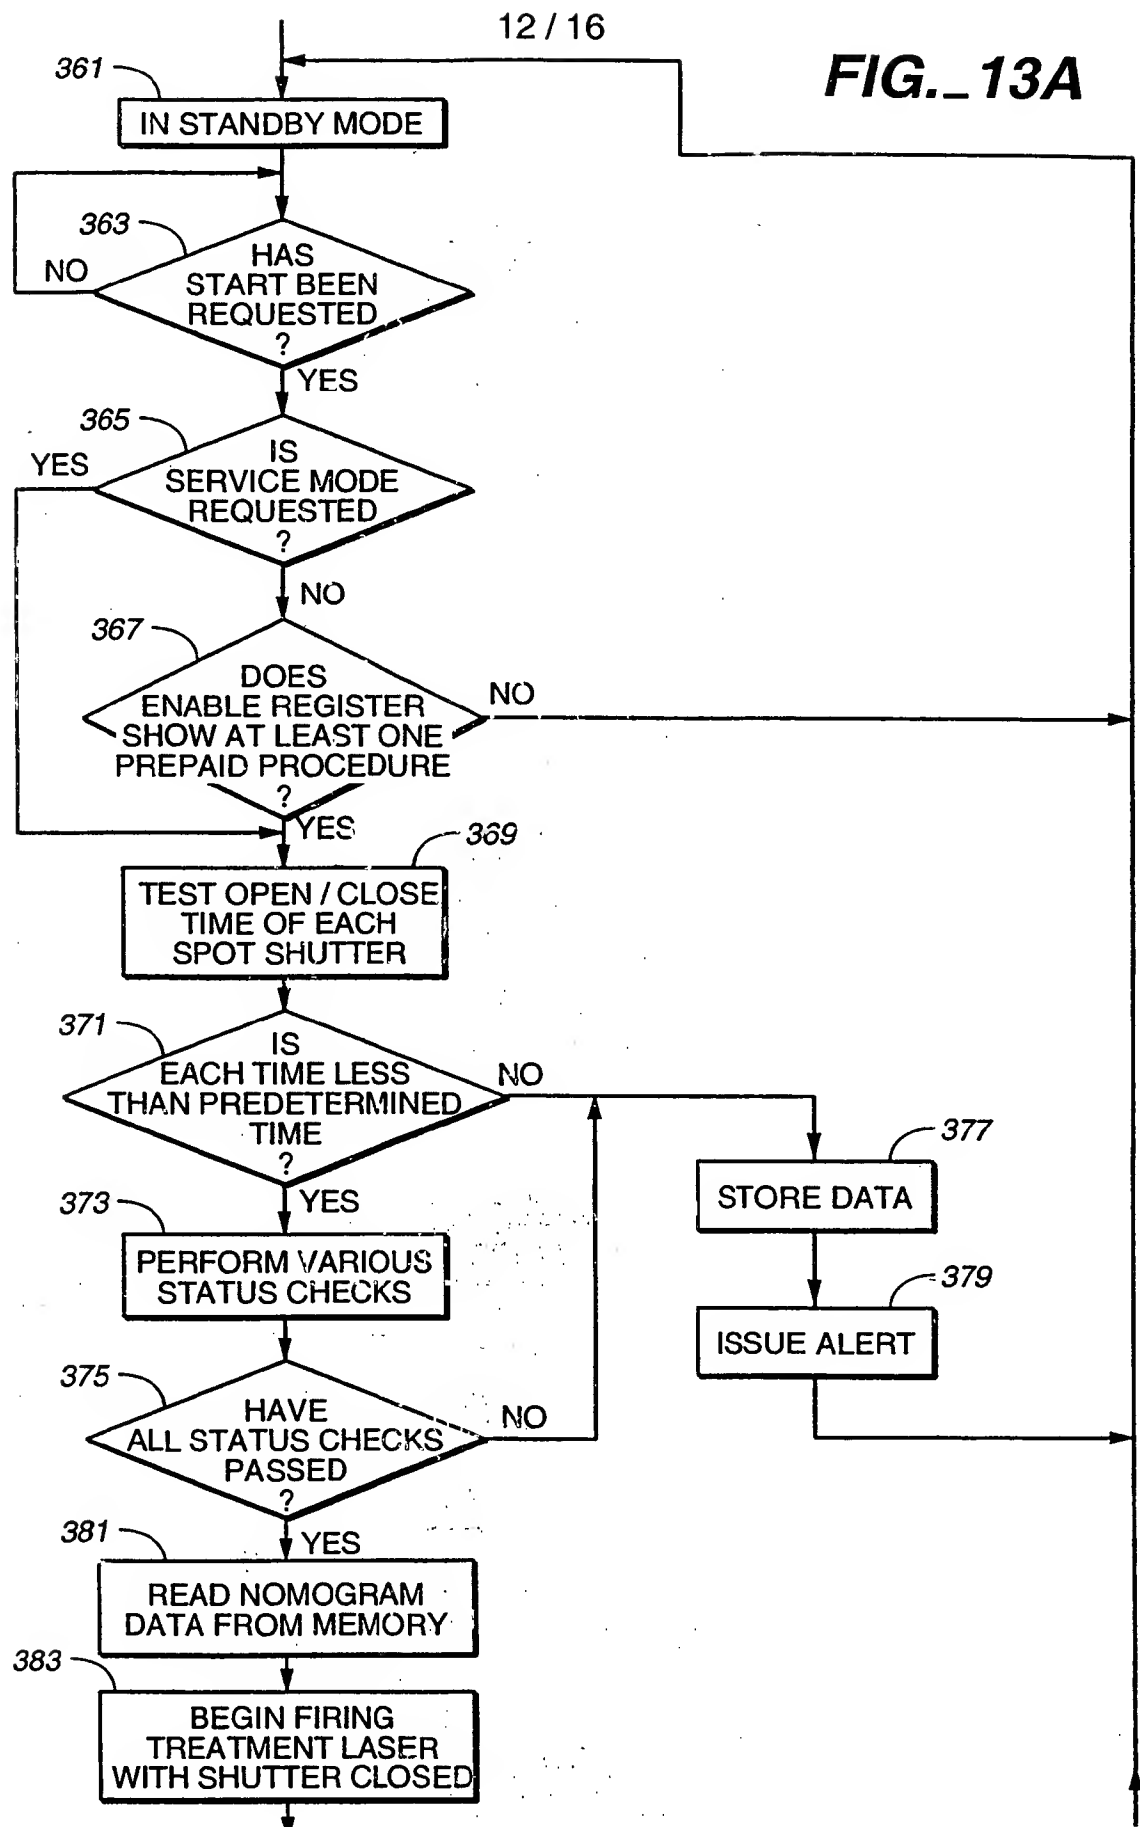 12 / 16
FIG._13A
361
IN STANDBY MODE
363
HAS
START BEEN
REQUESTED
?
NO
YES
365
IS
SERVICE MODE
REQUESTED
?
YES
NO
367
DOES
ENABLE REGISTER
SHOW AT LEAST ONE
PREPAID PROCEDURE
?
NO
YES
369
TEST OPEN / CLOSE
TIME OF EACH
SPOT SHUTTER
371
IS
EACH TIME LESS
THAN PREDETERMINED
TIME
?
NO
YES
377
STORE DATA
373
PERFORM VARIOUS
STATUS CHECKS
379
ISSUE ALERT
375
HAVE
ALL STATUS CHECKS
PASSED
?
NO
YES
381
READ NOMOGRAM
DATA FROM MEMORY
383
BEGIN FIRING
TREATMENT LASER
WITH SHUTTER CLOSED